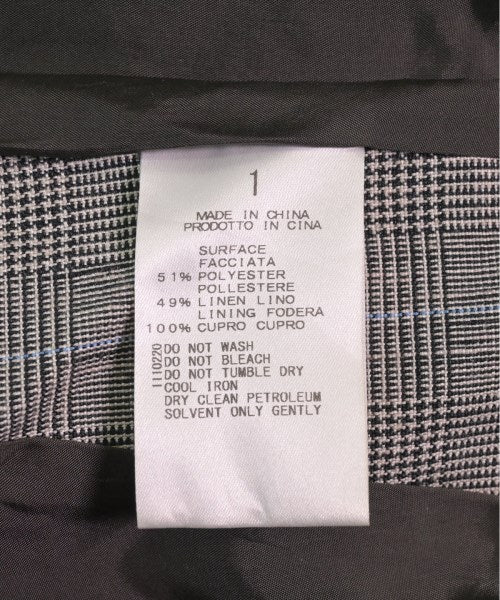 1
MADE IN CHINA
PRODOTTO IN CINA
SURFACE
FACCIATA
51% POLYESTER
POLLESTERE
49% LINEN LINO
LINING FODERA
100% CUPRO CUPRO
1110220
DO NOT WASH
DO NOT BLEACH
DO NOT TUMBLE DRY
COOL IRON
DRY CLEAN PETROLEUM
SOLVENT ONLY GENTLY